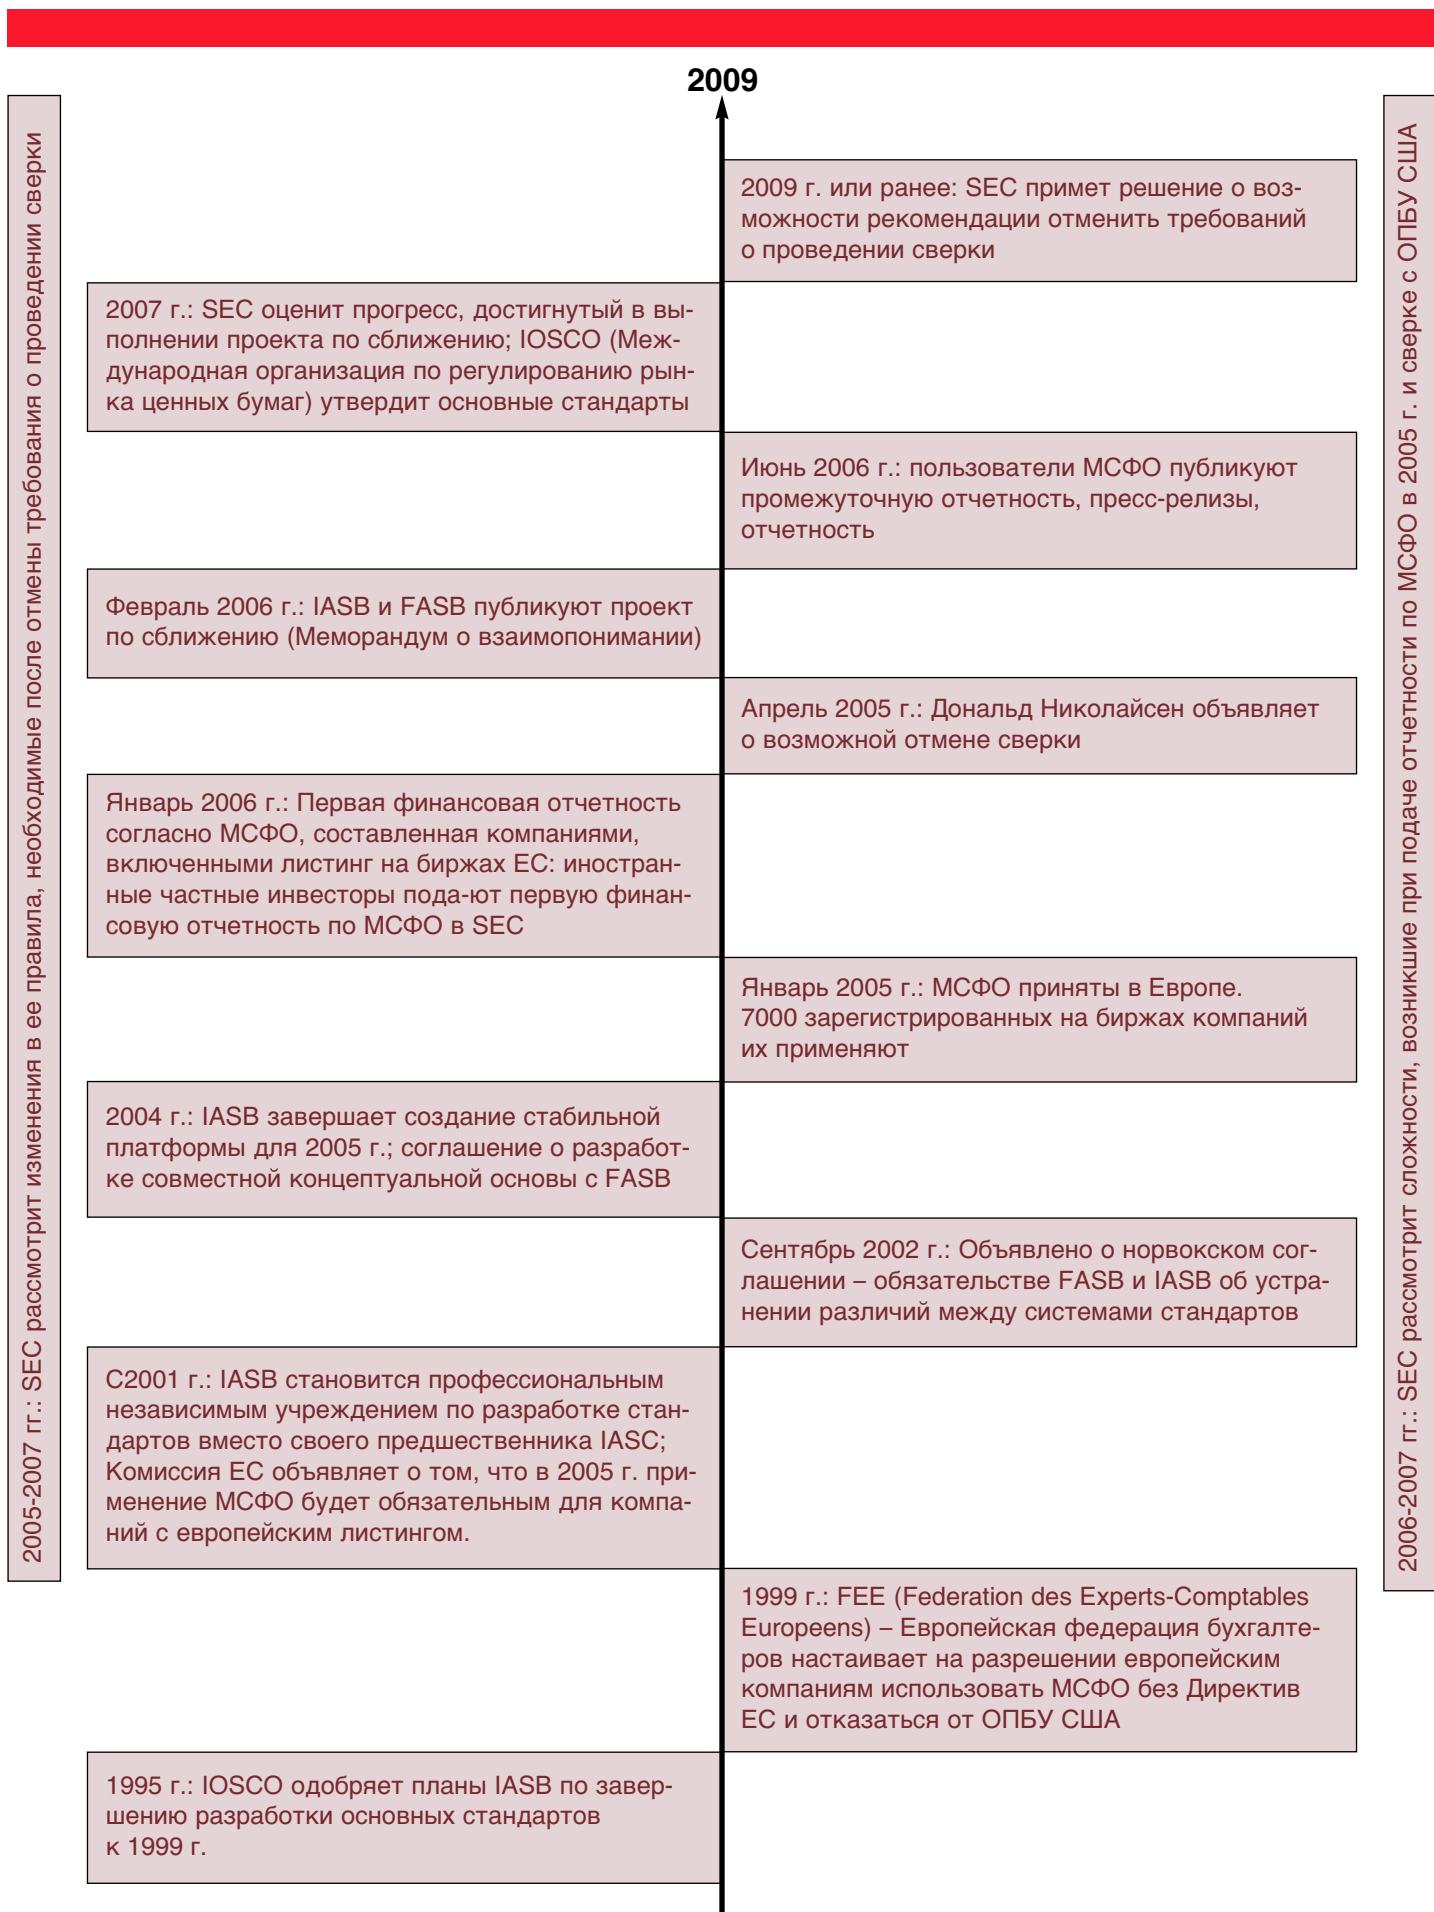 2009
2005-2007 гг.: SEC рассмотрит изменения в ее правила, необходимые после отмены требования о проведении сверки
2009 г. или ранее: SEC примет решение о воз-
можности рекомендации отменить требований
о проведении сверки
2007 г.: SEC оценит прогресс, достигнутый в вы-
полнении проекта по сближению; IOSCO (Меж-
дународная организация по регулированию рын-
ка ценных бумаг) утвердит основные стандарты
Июнь 2006 г.: пользователи МСФО публикуют
промежуточную отчетность, пресс-релизы,
отчетность
Февраль 2006 г.: IASB и FASB публикуют проект
по сближению (Меморандум о взаимопонимании)
Апрель 2005 г.: Дональд Николайсен объявляет
о возможной отмене сверки
Январь 2006 г.: Первая финансовая отчетность
согласно МСФО, составленная компаниями,
включенными листинг на биржах ЕС: иностран-
ные частные инвесторы пода-ют первую финан-
совую отчетность по МСФО в SEC
Январь 2005 г.: МСФО приняты в Европе.
7000 зарегистрированных на биржах компаний
их применяют
2004 г.: IASB завершает создание стабильной
платформы для 2005 г.; соглашение о разработ-
ке совместной концептуальной основы с FASB
Сентябрь 2002 г.: Объявлено о норвокском сог-
лашении – обязательстве FASB и IASB об устра-
нении различий между системами стандартов
С2001 г.: IASB становится профессиональным
независимым учреждением по разработке стан-
дартов вместо своего предшественника IASC;
Комиссия ЕС объявляет о том, что в 2005 г. при-
менение МСФО будет обязательным для компа-
ний с европейским листингом.
1999 г.: FEE (Federation des Experts-Comptables
Europeens) – Европейская федерация бухгалте-
ров настаивает на разрешении европейским
компаниям использовать МСФО без Директив
ЕС и отказаться от ОПБУ США
1995 г.: IOSCO одобряет планы IASB по завер-
шению разработки основных стандартов
к 1999 г.
2006-2007 гг.: SEC рассмотрит сложности, возникшие при подаче отчетности по МСФО в 2005 г. и сверке с ОПБУ США